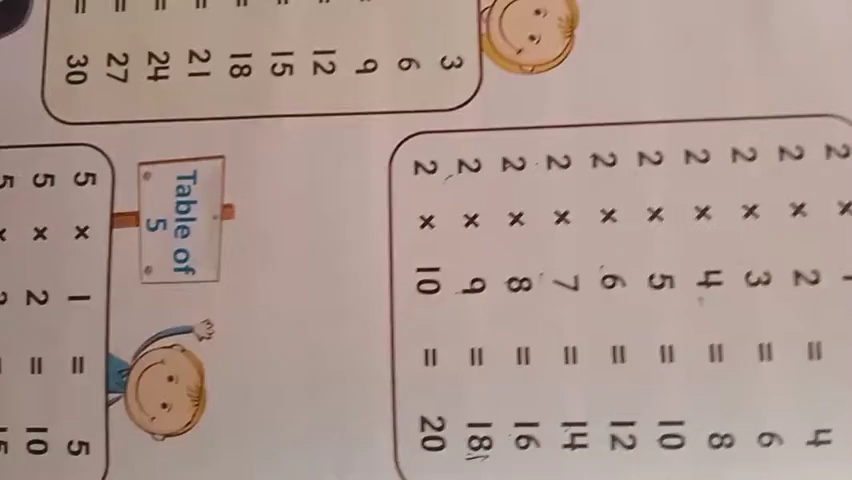 2 ×
2 × 2 = 4
2 × 3 = 6
2 × 4 = 8
2 × 5 = 10
2 × 6 = 12
2 × 7 = 14
2 × 8 = 16
2 × 9 = 18
2 × 10 = 20
3
6
9
12
= 15
= 18
= 21
= 24
= 27
= 30
Table of
5
5 × 1 = 5
5 × 2 = 10
5 ×